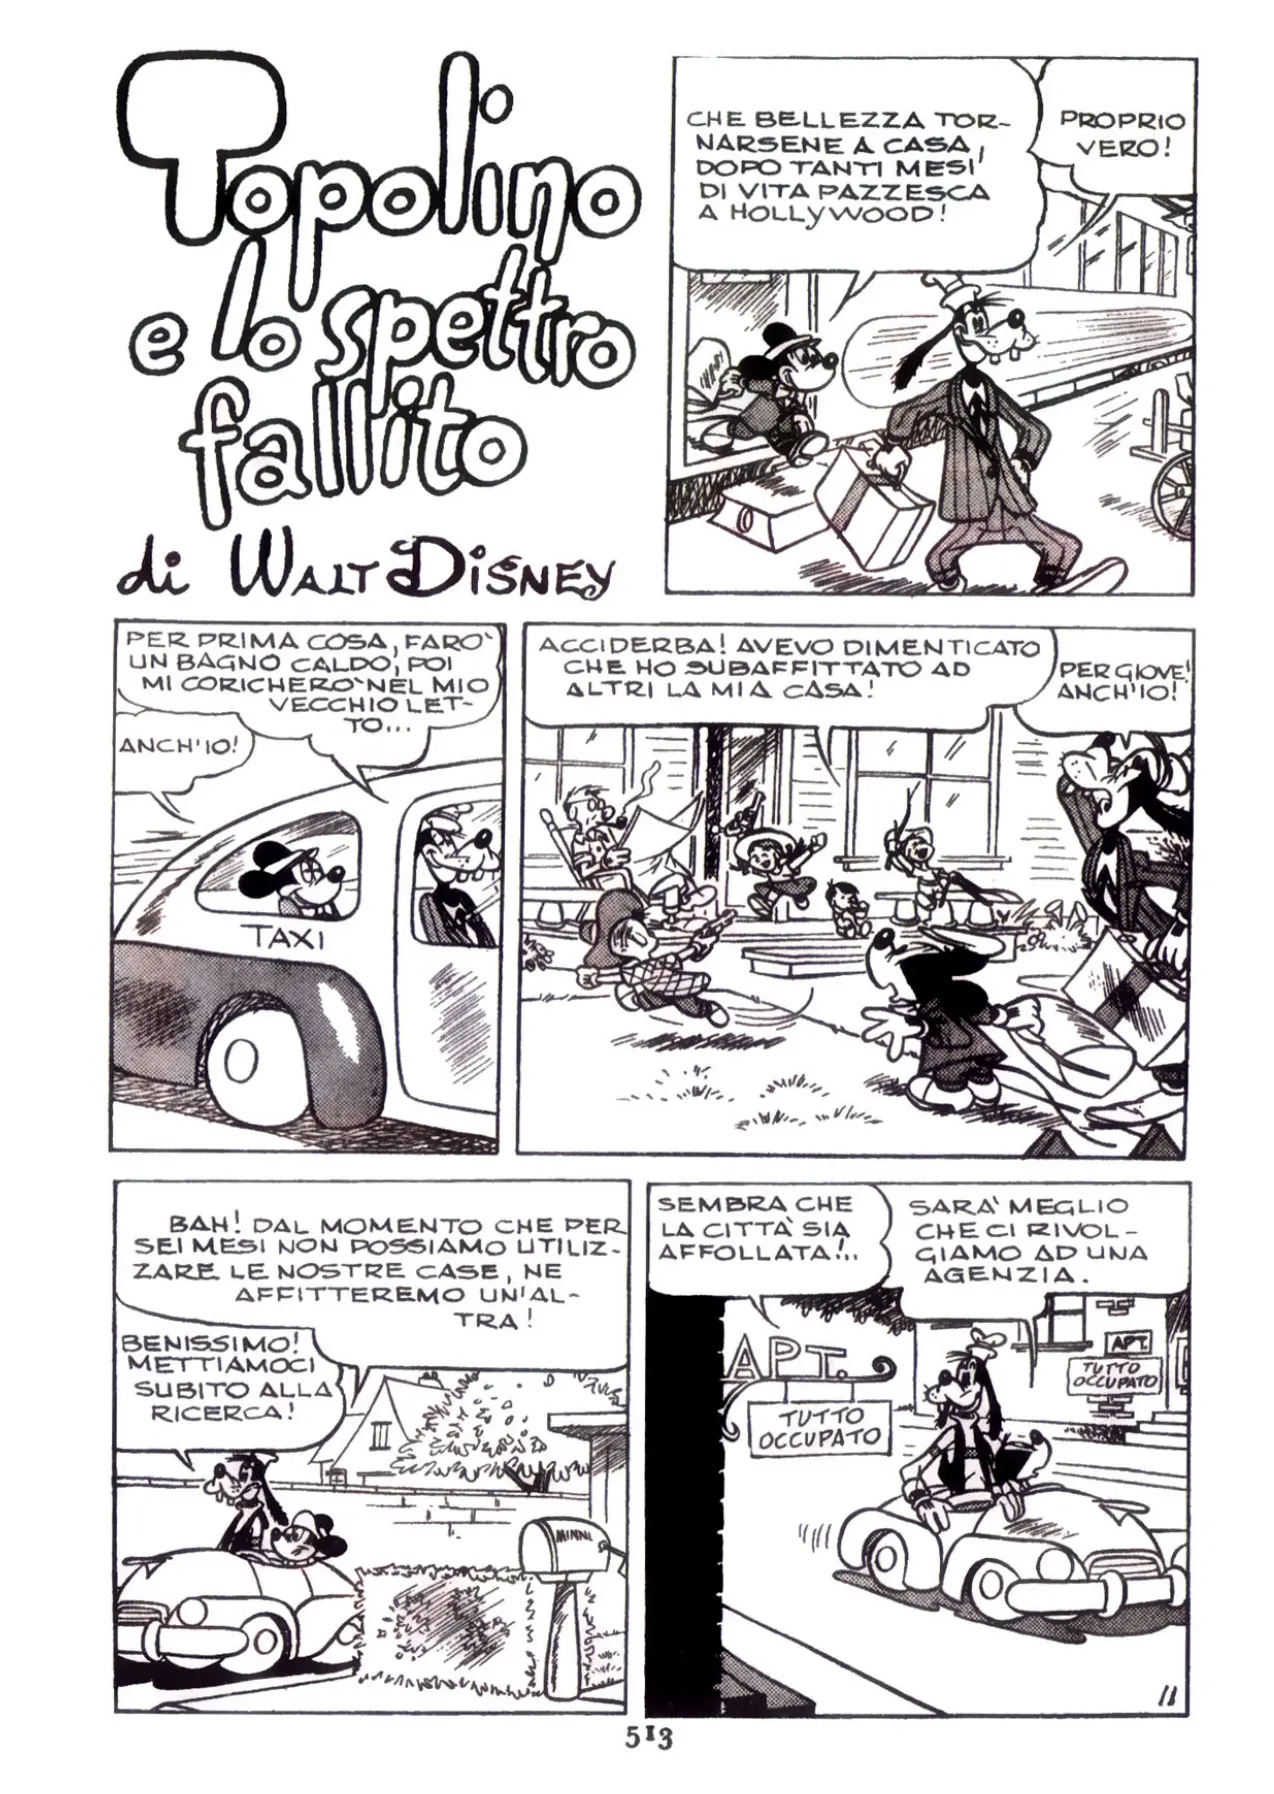 Topolino
e lo spettro
fallito
di WALT DISNEY
CHE BELLEZZA TOR-
NARSENE A CASA,
DOPO TANTI MESI
DI VITA PAZZESCA
A HOLLYWOOD!
PROPRIO
VERO!
PER PRIMA COSA, FARO'
UN BAGNO CALDO, POI
MI CORICHERO' NEL MIO
VECCHIO LET-
TO...
ANCH'IO!
TAXI
ACCIDERBA! AVEVO DIMENTICATO
CHE HO SUBAFFITTATO AD
ALTRI LA MIA CASA!
PER GIOVE!
ANCH'IO!
BAH! DAL MOMENTO CHE PER
SEI MESI NON POSSIAMO UTILIZ-
ZARE LE NOSTRE CASE, NE
AFFITTEREMO UN'AL-
TRA!
BENISSIMO!
METTIAMOCI
SUBITO ALLA
RICERCA!
MINNI
SEMBRA CHE
LA CITTA' SIA
AFFOLLATA!..
SARA' MEGLIO
CHE CI RIVOL-
GIAMO AD UNA
AGENZIA.
APT.
TUTTO
OCCUPATO
APT.
TUTTO
OCCUPATO
11
513